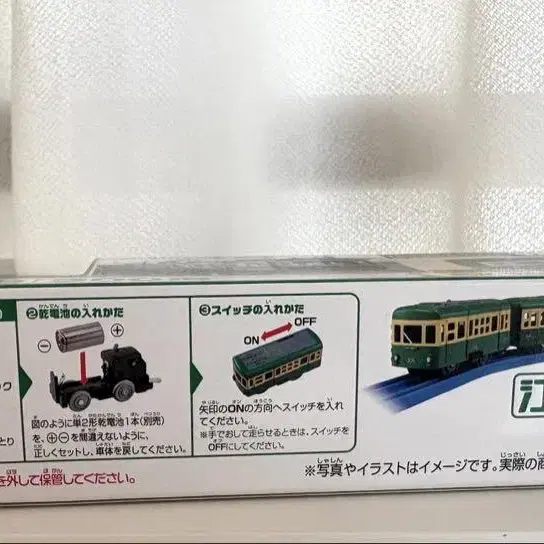 ②乾電池の入れかた
⊖ ⊕
図のように単2形乾電池1本(別売)
を、⊕⊖を間違えないように、
正しくセットし、車体を戻してください。
③スイッチの入れかた
ON OFF
矢印のONの方向へスイッチを入れ
てください。
※手でおして走らせるときは、スイッチを
OFFにしてください。
を外して保管してください。
※写真やイラストはイメージです。実際の商
江